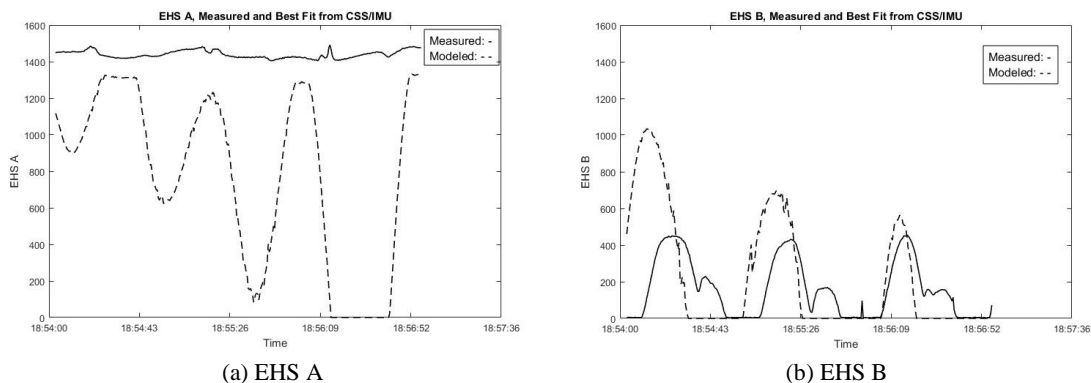 EHS A, Measured and Best Fit from CSS/IMU
1600
1400
1200
1000
800
600
400
200
0
EHS A
Measured: -
Modeled: - -
18:54:00
18:54:43
18:55:26
18:56:09
18:56:52
18:57:36
Time
(a) EHS A
EHS B, Measured and Best Fit from CSS/IMU
1600
1400
1200
1000
800
600
400
200
0
EHS B
Measured: -
Modeled: - -
18:54:00
18:54:43
18:55:26
18:56:09
18:56:52
18:57:36
Time
(b) EHS B